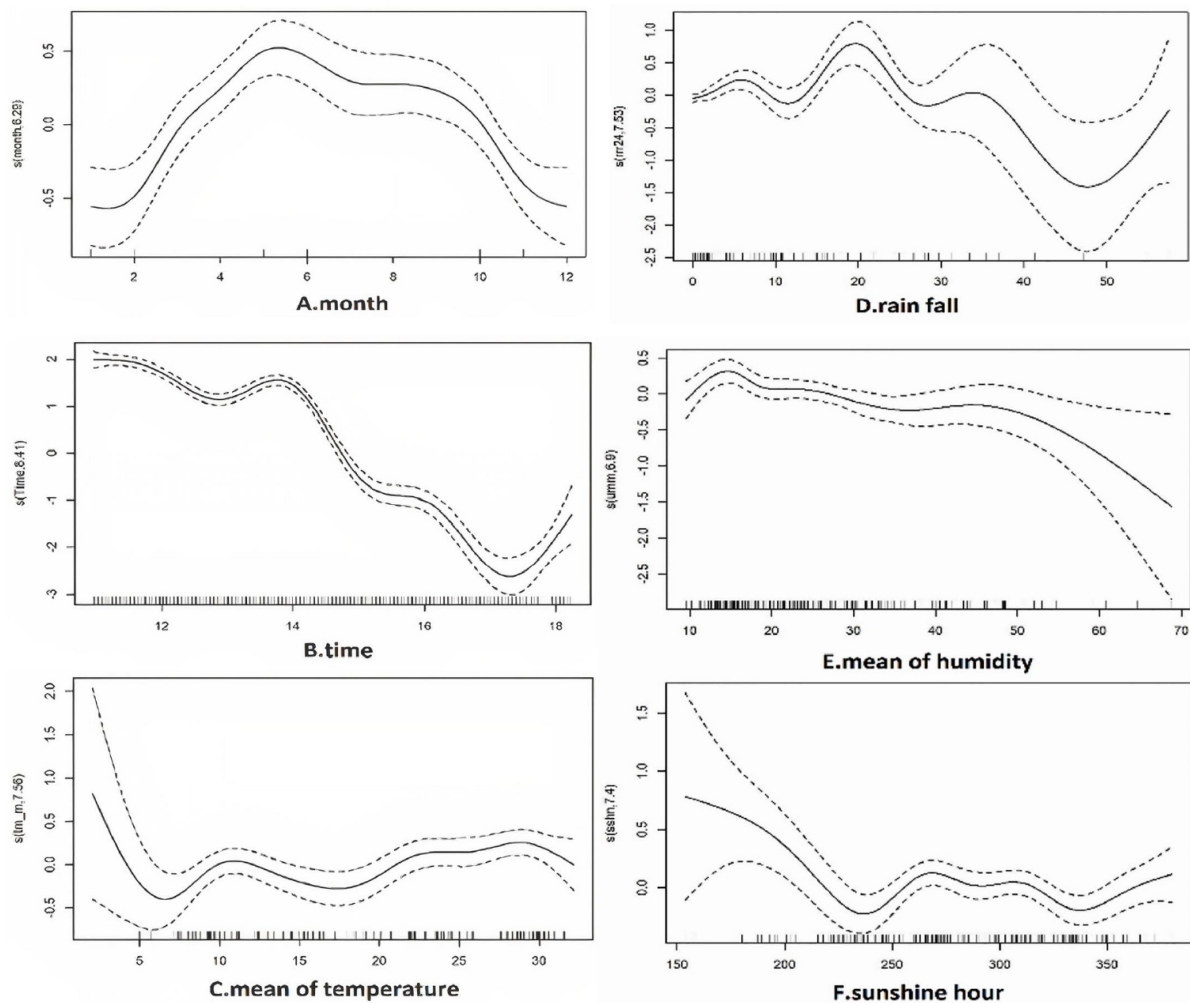 s(month,6.29)
0.5
0.0
-0.5
2 4 6 8 10 12
A.month
s(rrr24,7.53)
1.0
0.5
0.0
-0.5
-1.0
-1.5
-2.0
-2.5
0 10 20 30 40 50
D.rain fall
s(Time,8.41)
2
1
0
-1
-2
-3
12 14 16 18
B.time
s(umm,6.9)
0.5
0.0
-0.5
-1.0
-1.5
-2.0
-2.5
10 20 30 40 50 60 70
E.mean of humidity
s(tm_m,7.56)
2.0
1.5
1.0
0.5
0.0
-0.5
5 10 15 20 25 30
C.mean of temperature
s(sshn,7.4)
1.5
1.0
0.5
0.0
150 200 250 300 350
F.sunshine hour